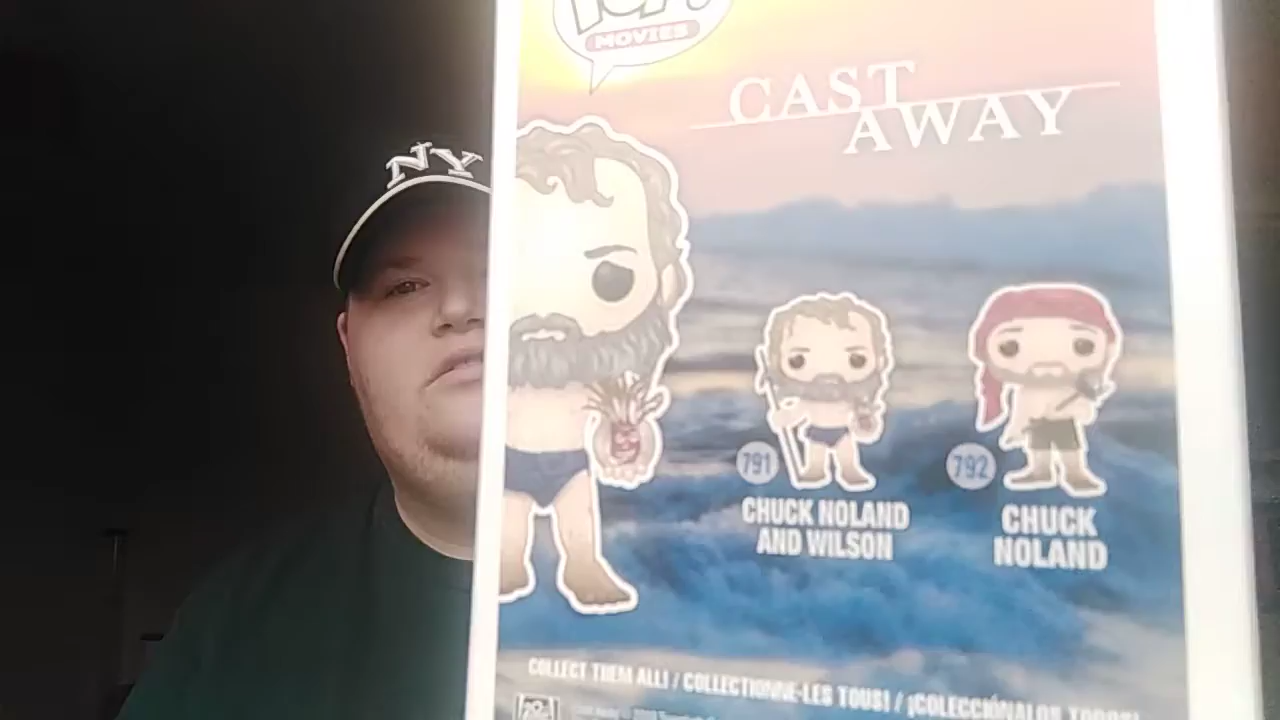 POP!
MOVIES
CAST
AWAY
NY
791
CHUCK NOLAND
AND WILSON
792
CHUCK
NOLAND
COLLECT THEM ALL! / COLLECTIONNE-LES TOUS! / ¡COLECCIÓNALOS TODOS!